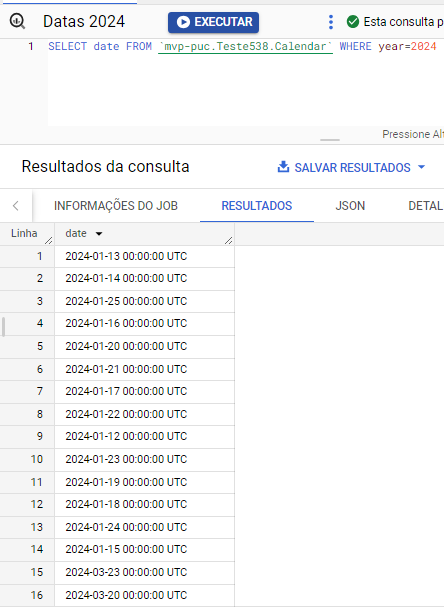 Datas 2024
EXECUTAR
Esta consulta p
1 SELECT date FROM `mvp-puc.Teste538.Calendar` WHERE year=2024
Pressione Alt
Resultados da consulta
SALVAR RESULTADOS
INFORMAÇÕES DO JOB RESULTADOS JSON DETAL
Linha date
1 2024-01-13 00:00:00 UTC
2 2024-01-14 00:00:00 UTC
3 2024-01-25 00:00:00 UTC
4 2024-01-16 00:00:00 UTC
5 2024-01-20 00:00:00 UTC
6 2024-01-21 00:00:00 UTC
7 2024-01-17 00:00:00 UTC
8 2024-01-22 00:00:00 UTC
9 2024-01-12 00:00:00 UTC
10 2024-01-23 00:00:00 UTC
11 2024-01-19 00:00:00 UTC
12 2024-01-18 00:00:00 UTC
13 2024-01-24 00:00:00 UTC
14 2024-01-15 00:00:00 UTC
15 2024-03-23 00:00:00 UTC
16 2024-03-20 00:00:00 UTC